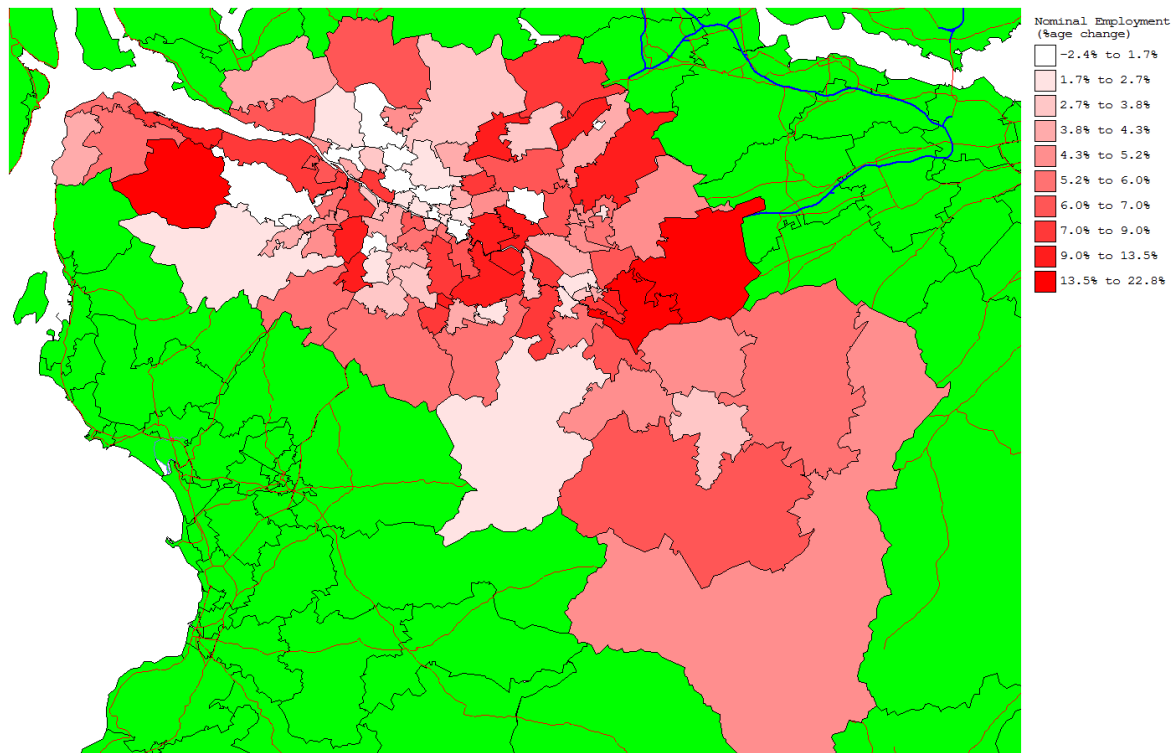 Nominal Employment
(%age change)
-2.4% to 1.7%
1.7% to 2.7%
2.7% to 3.8%
3.8% to 4.3%
4.3% to 5.2%
5.2% to 6.0%
6.0% to 7.0%
7.0% to 9.0%
9.0% to 13.5%
13.5% to 22.8%